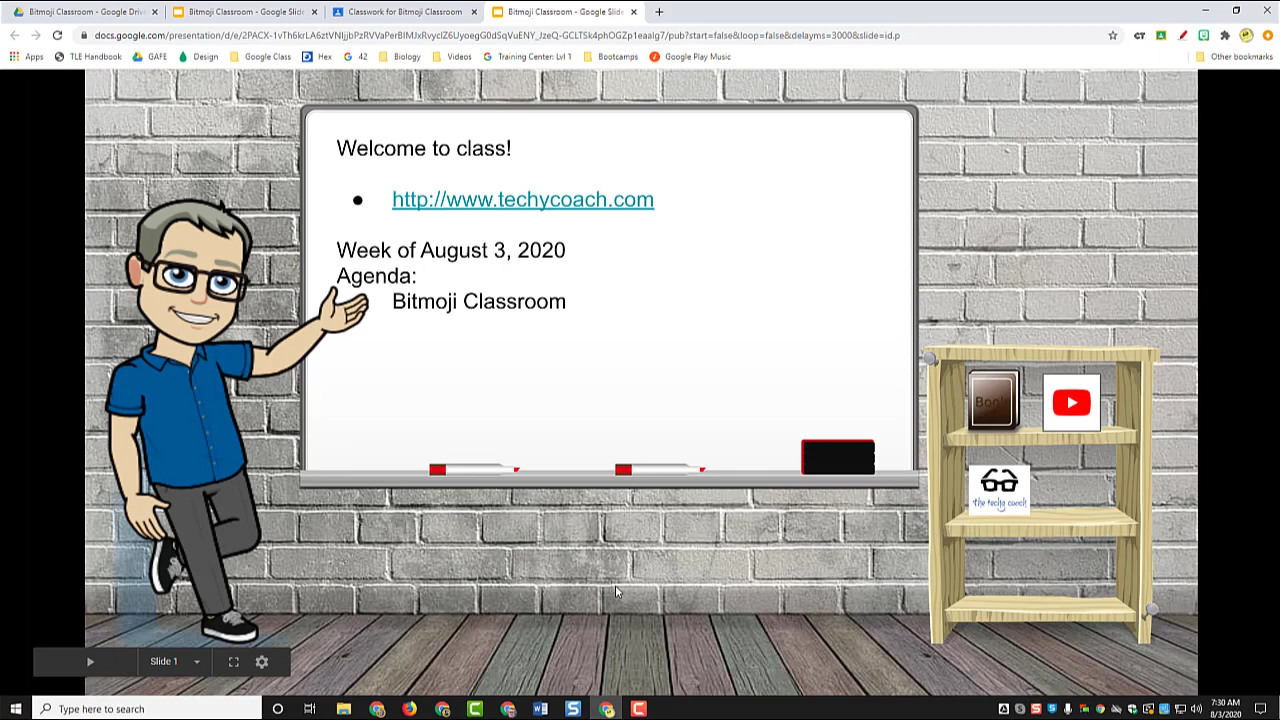 Bitmoji Classroom - Google Driv
Bitmoji Classroom - Google Slid
Classwork for Bitmoji Classroom
Bitmoji Classroom - Google Slid
Apps
TLE Handbook
GAFE
Design
Google Class
Hex
42
Biology
Videos
Training Center: Lvl 1
Bootcamps
Google Play Music
Other bookmarks
Welcome to class!
● http://www.techycoach.com
Week of August 3, 2020
Agenda:
Bitmoji Classroom
Book
the techy coach
Slide 1
Type here to search
7:30 AM
8/3/2020